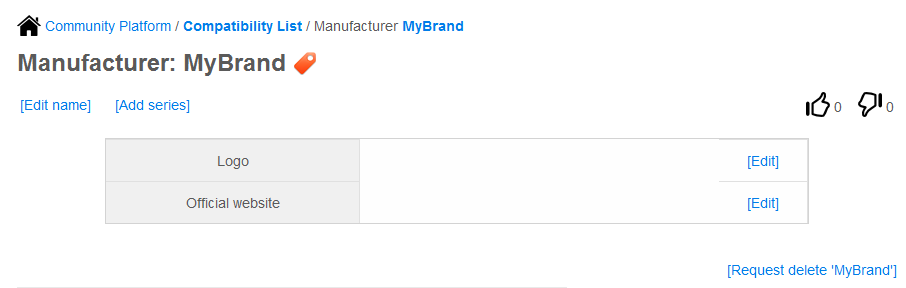 Community Platform / Compatibility List / Manufacturer MyBrand
Manufacturer: MyBrand
[Edit name] [Add series] 0 0
Logo [Edit]
Official website [Edit]
[Request delete 'MyBrand']